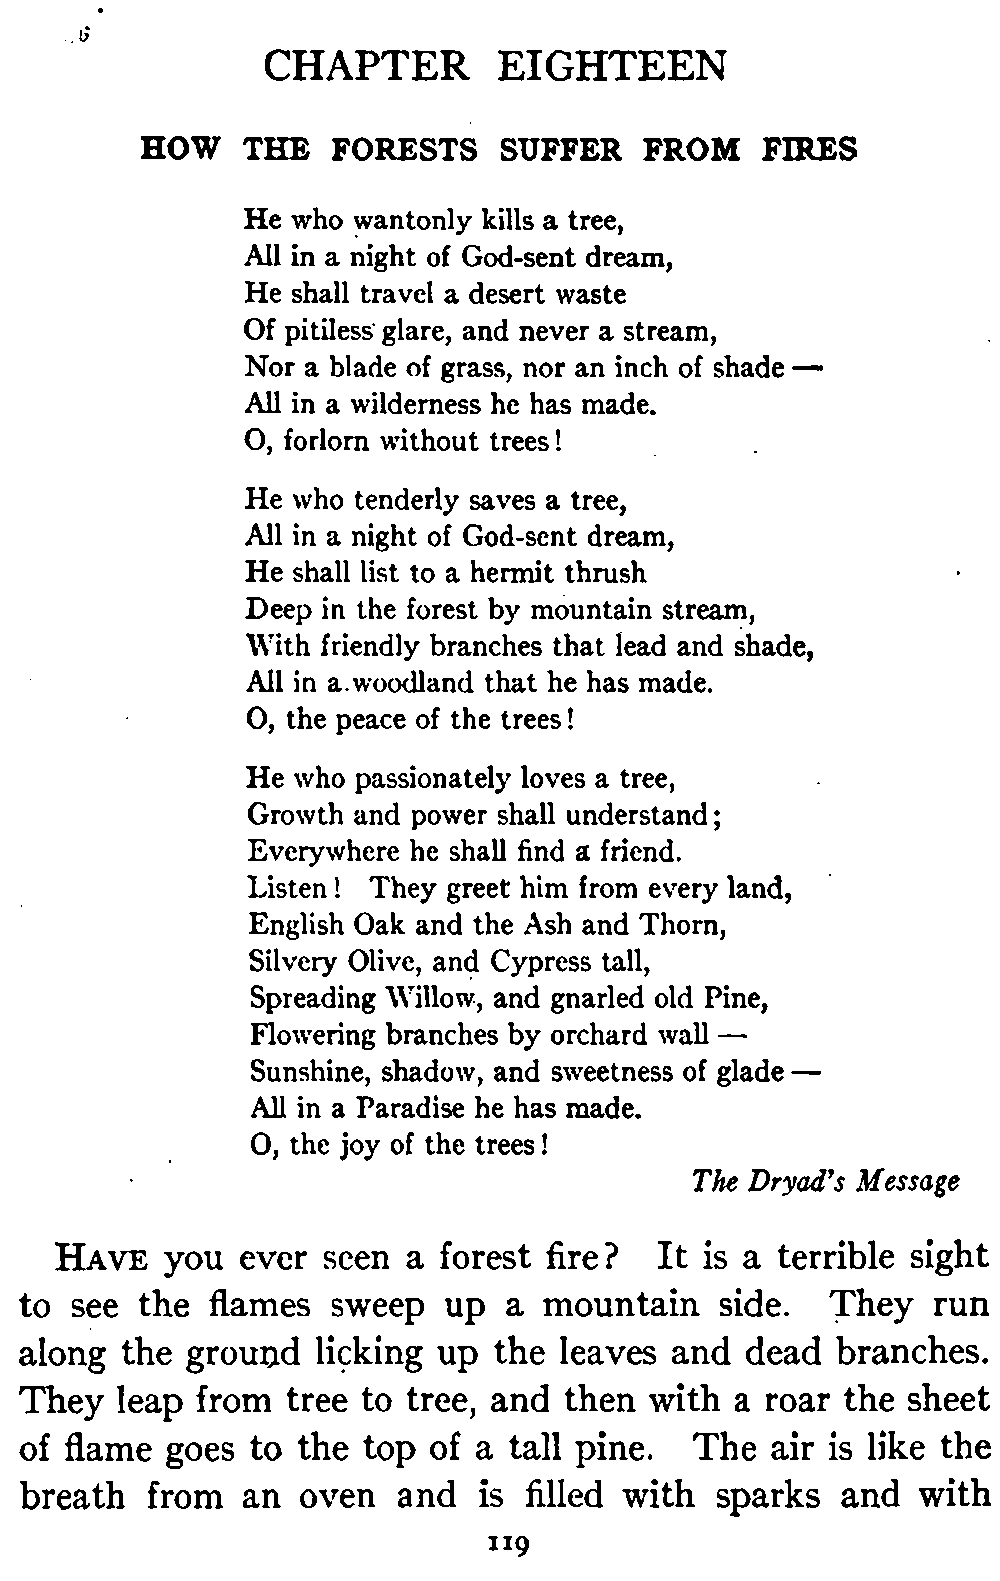 CHAPTER EIGHTEEN
HOW THE FORESTS SUFFER FROM FIRES
He who wantonly kills a tree,
All in a night of God-sent dream,
He shall travel a desert waste
Of pitiless glare, and never a stream,
Nor a blade of grass, nor an inch of shade —
All in a wilderness he has made.
O, forlorn without trees!
He who tenderly saves a tree,
All in a night of God-sent dream,
He shall list to a hermit thrush
Deep in the forest by mountain stream,
With friendly branches that lead and shade,
All in a woodland that he has made.
O, the peace of the trees!
He who passionately loves a tree,
Growth and power shall understand;
Everywhere he shall find a friend.
Listen! They greet him from every land,
English Oak and the Ash and Thorn,
Silvery Olive, and Cypress tall,
Spreading Willow, and gnarled old Pine,
Flowering branches by orchard wall —
Sunshine, shadow, and sweetness of glade —
All in a Paradise he has made.
O, the joy of the trees!
The Dryad's Message
HAVE you ever seen a forest fire? It is a terrible sight
to see the flames sweep up a mountain side. They run
along the ground licking up the leaves and dead branches.
They leap from tree to tree, and then with a roar the sheet
of flame goes to the top of a tall pine. The air is like the
breath from an oven and is filled with sparks and with
119